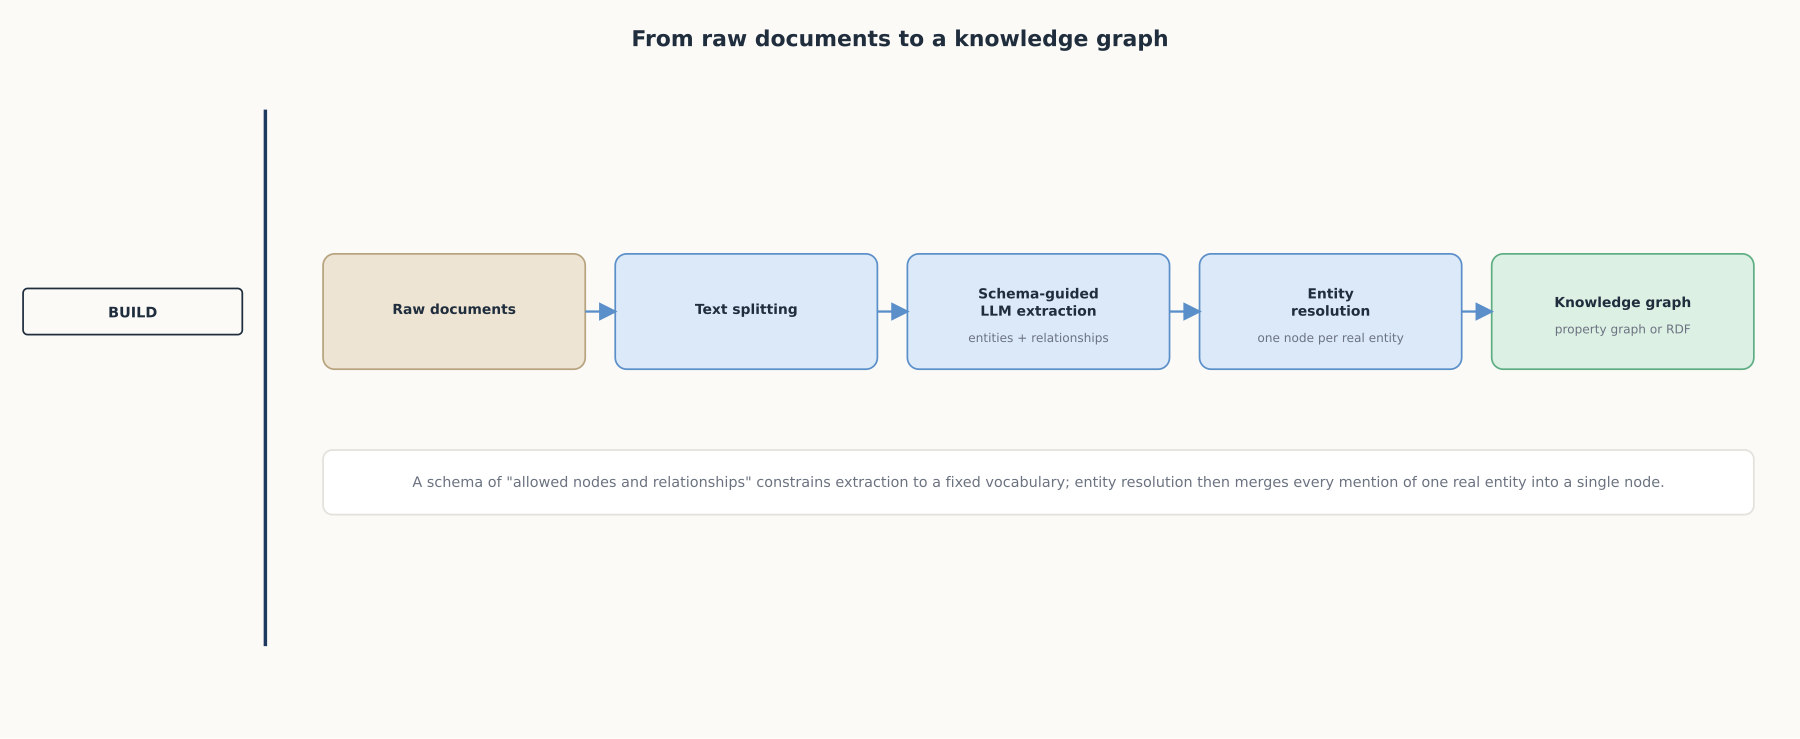 From raw documents to a knowledge graph
BUILD
Raw documents
Text splitting
Schema-guided
LLM extraction
entities + relationships
Entity
resolution
one node per real entity
Knowledge graph
property graph or RDF
A schema of "allowed nodes and relationships" constrains extraction to a fixed vocabulary; entity resolution then merges every mention of one real entity into a single node.